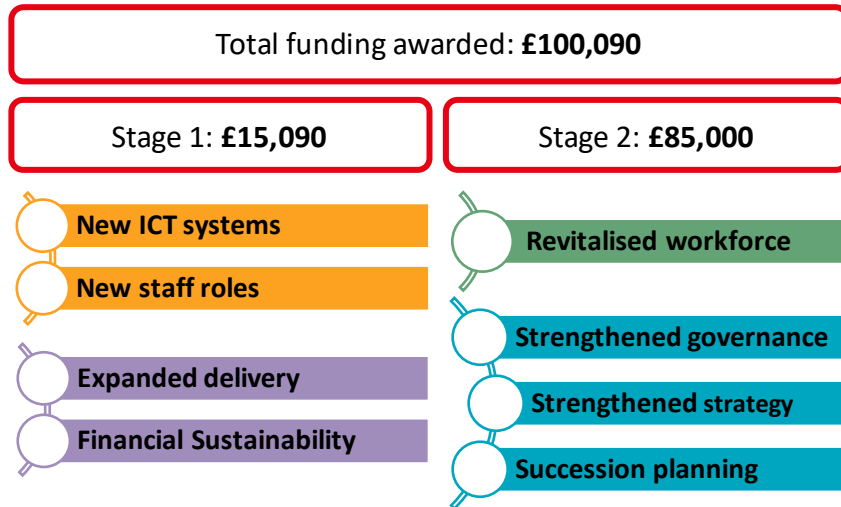 Total funding awarded: £100,090
Stage 1: £15,090
Stage 2: £85,000
New ICT systems
New staff roles
Expanded delivery
Financial Sustainability
Revitalised workforce
Strengthened governance
Strengthened strategy
Succession planning